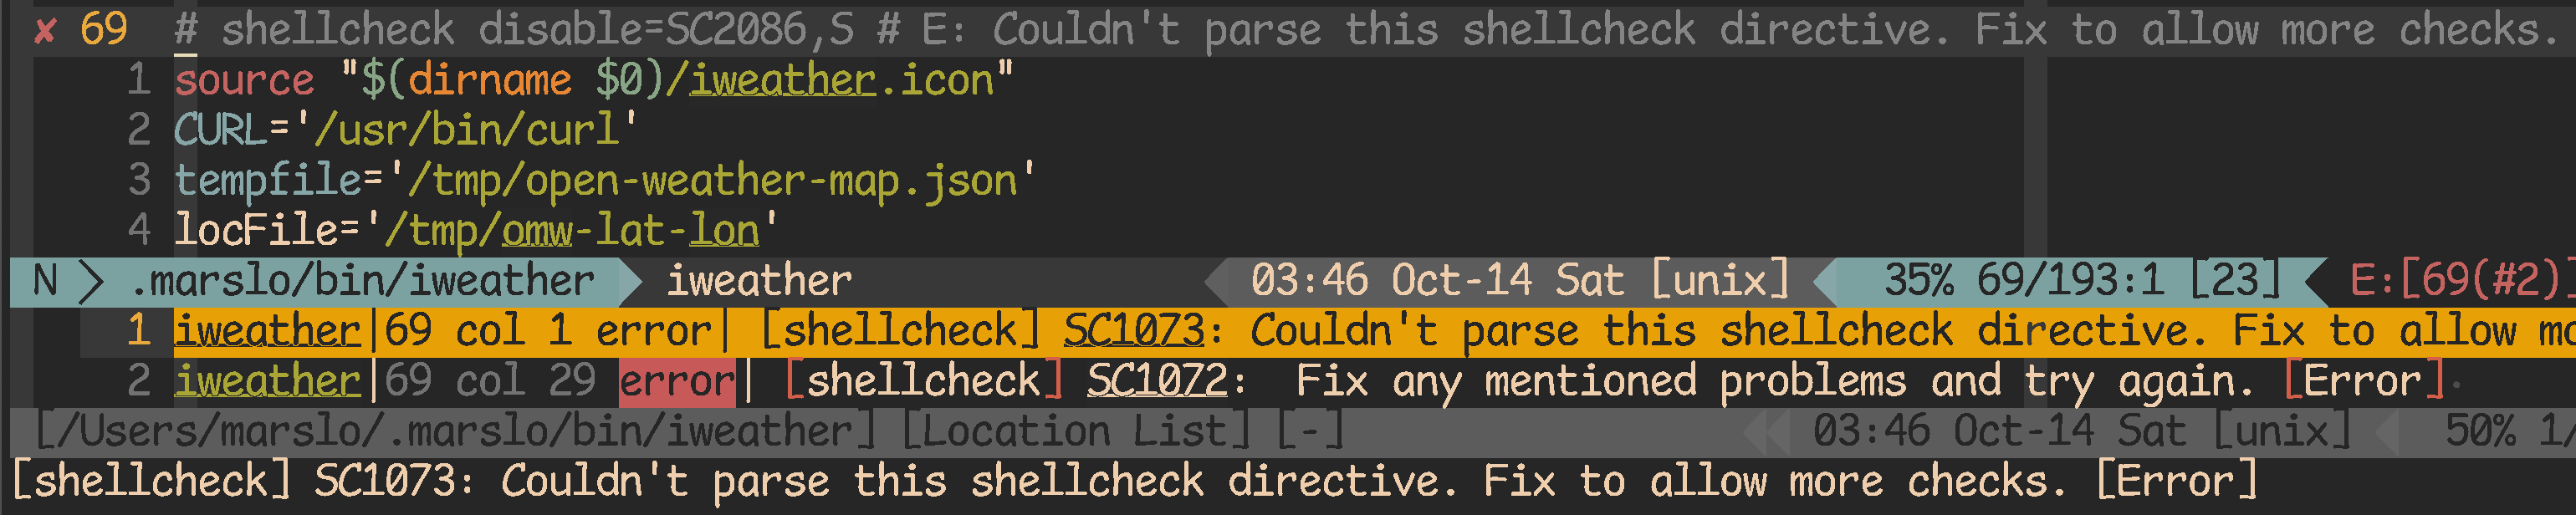 ✘ 69 # shellcheck disable=SC2086,S # E: Couldn't parse this shellcheck directive. Fix to allow more checks.
1 source "$(dirname $0)/iweather.icon"
2 CURL='/usr/bin/curl'
3 tempfile='/tmp/open-weather-map.json'
4 locFile='/tmp/omw-lat-lon'
N > .marslo/bin/iweather iweather 03:46 Oct-14 Sat [unix] 35% 69/193:1 [23] E:[69(#2)]
1 iweather|69 col 1 error| [shellcheck] SC1073: Couldn't parse this shellcheck directive. Fix to allow mo
2 iweather|69 col 29 error| [shellcheck] SC1072:  Fix any mentioned problems and try again. [Error]·
[/Users/marslo/.marslo/bin/iweather] [Location List] [-] 03:46 Oct-14 Sat [unix] 50% 1/
[shellcheck] SC1073: Couldn't parse this shellcheck directive. Fix to allow more checks. [Error]